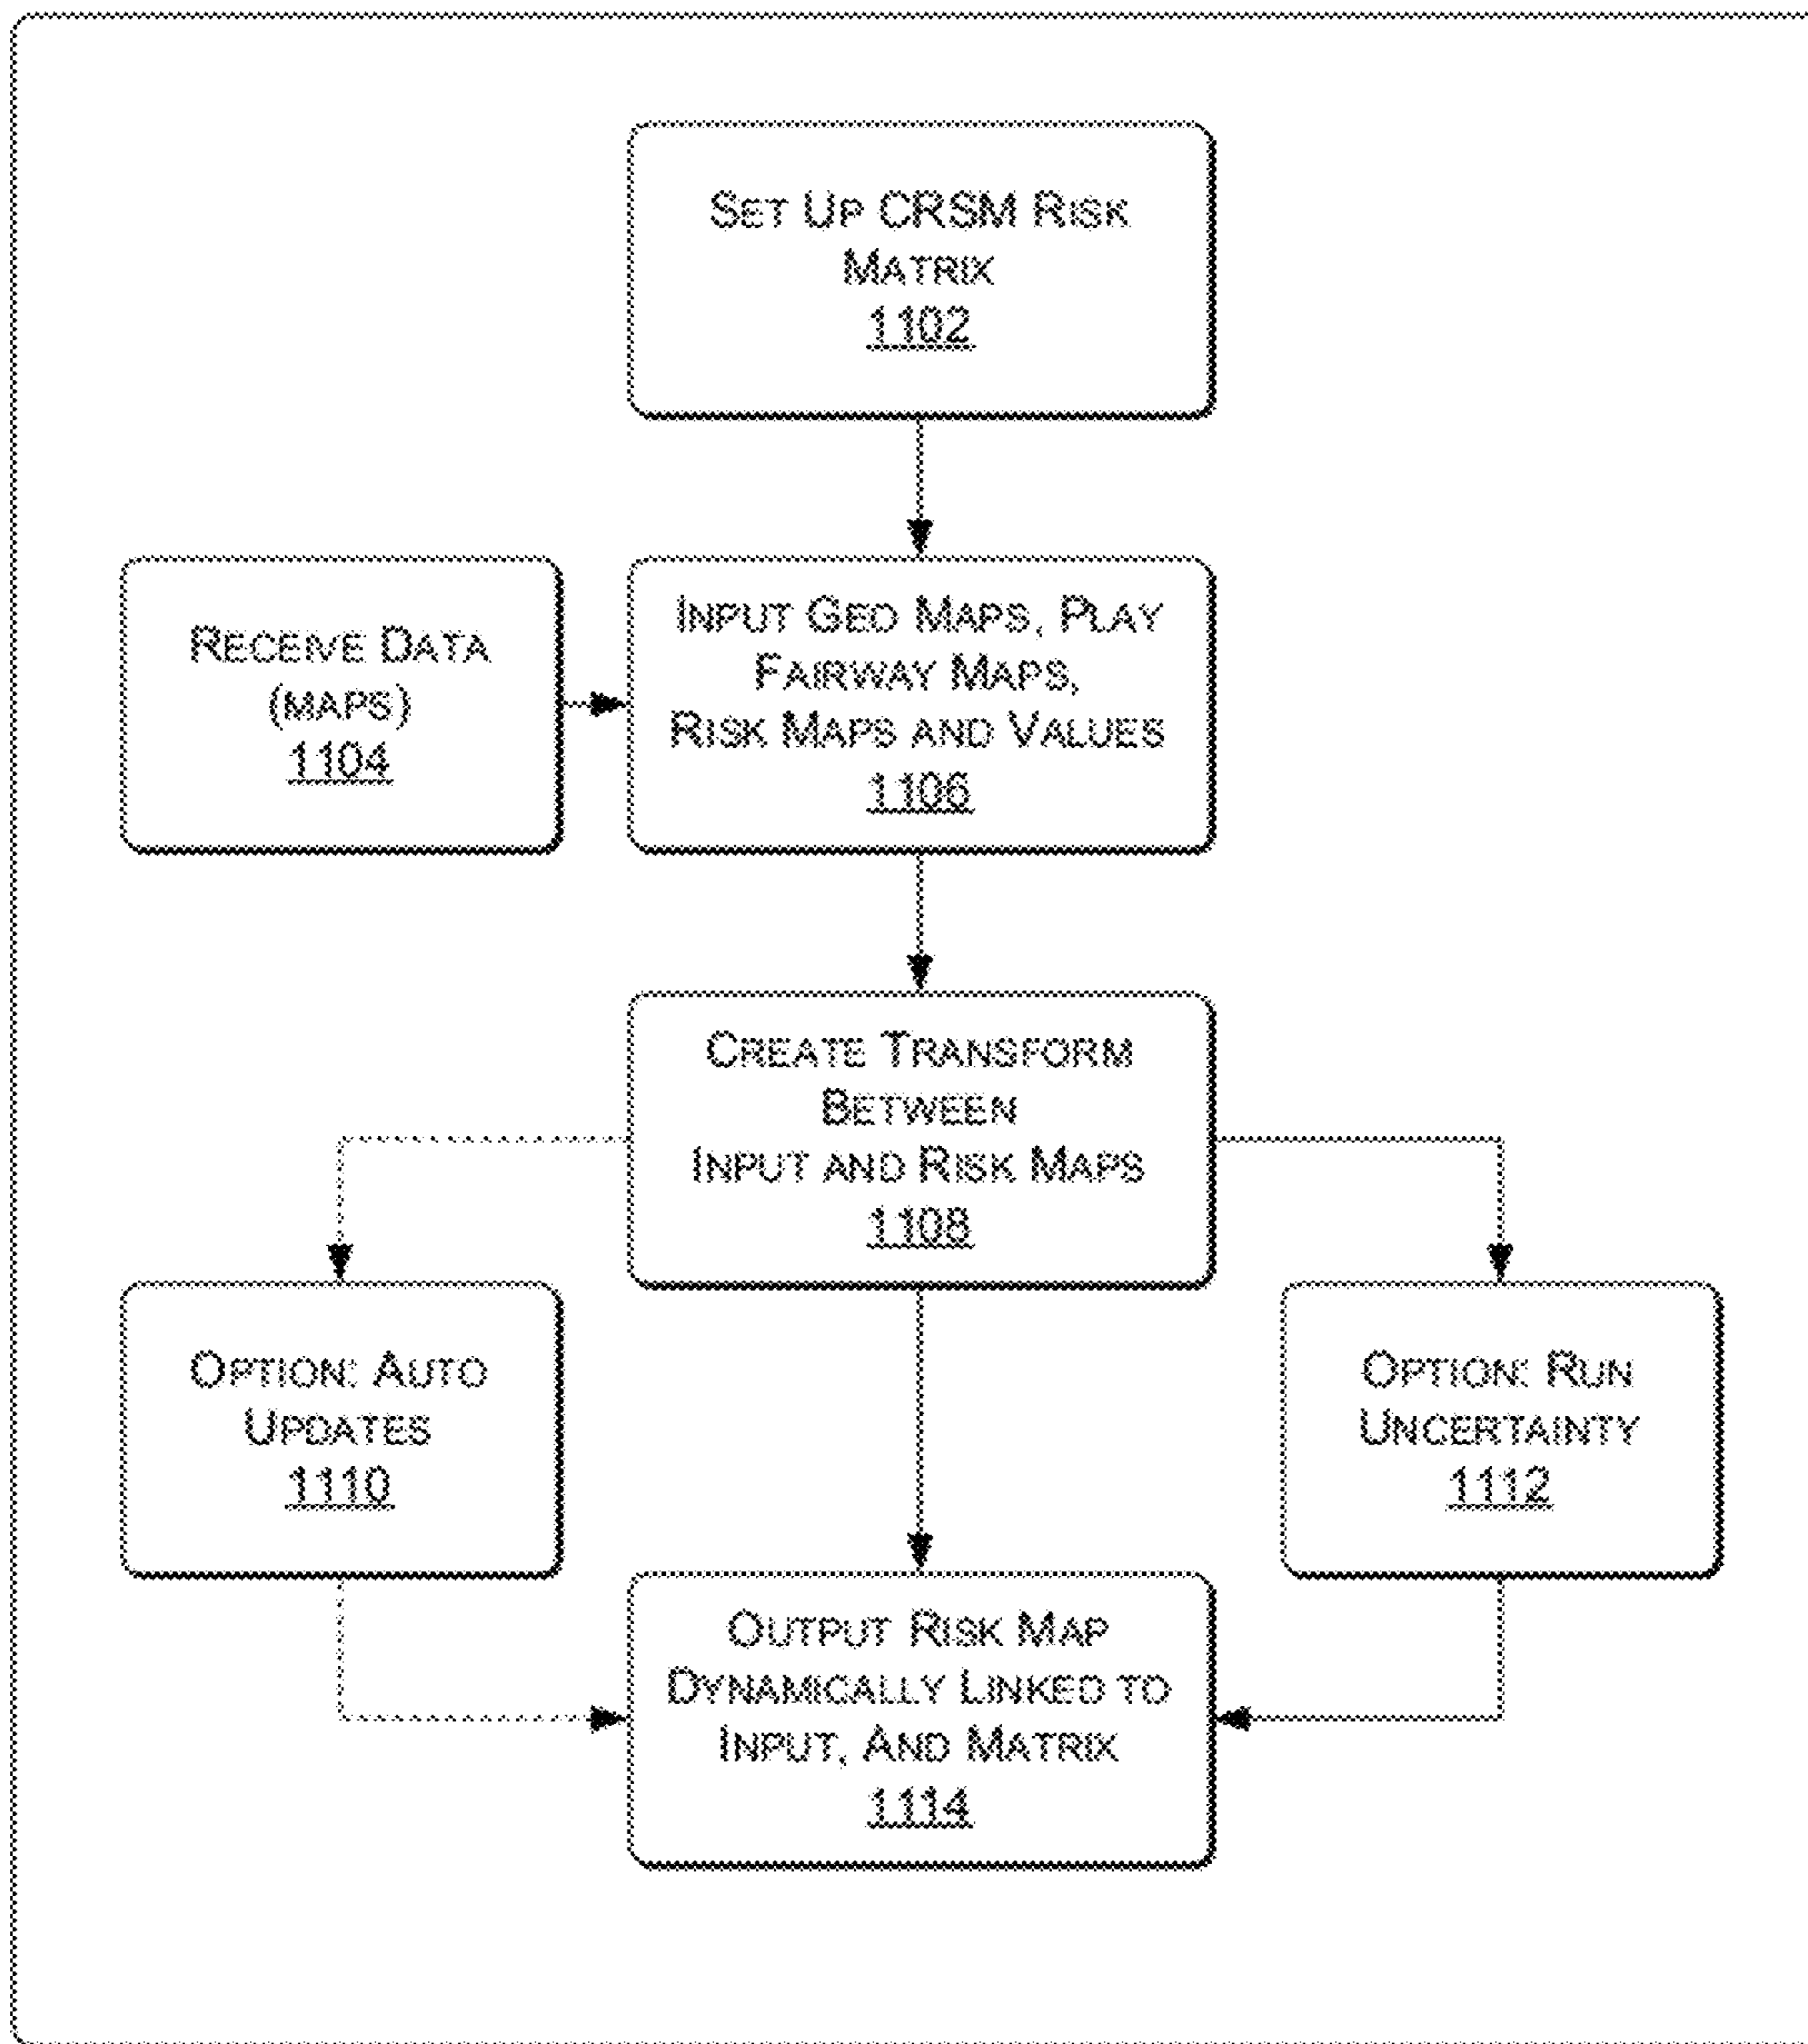 SET UP CRSM RISK
MATRIX
1102
RECEIVE DATA
(MAPS)
1104
INPUT GEO MAPS, PLAY
FAIRWAY MAPS,
RISK MAPS AND VALUES
1106
CREATE TRANSFORM
BETWEEN
INPUT AND RISK MAPS
1108
OPTION: AUTO
UPDATES
1110
OPTION: RUN
UNCERTAINTY
1112
OUTPUT RISK MAP
DYNAMICALLY LINKED TO
INPUT, AND MATRIX
1114